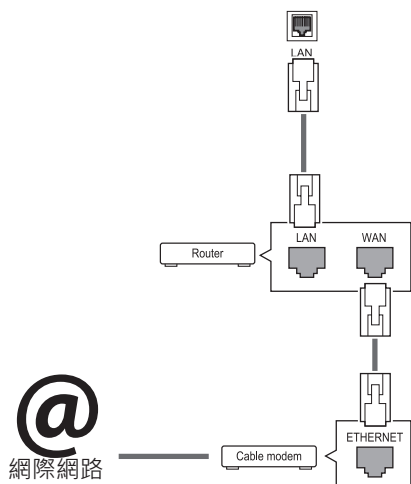 LAN
LAN
WAN
Router
ETHERNET
@
網際網路
Cable modem